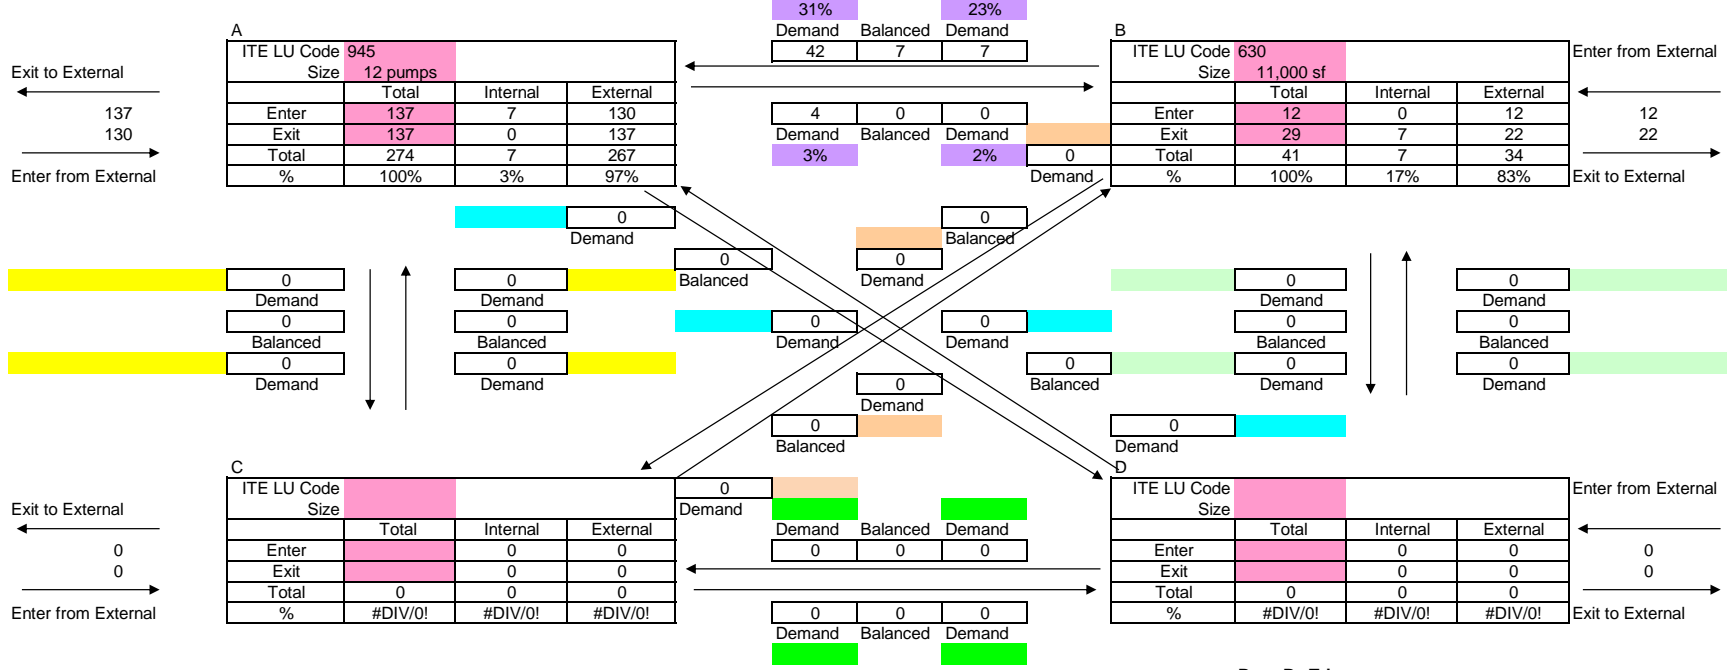 31% 23%
A Demand Balanced Demand B
ITE LU Code 945 42 7 7 ITE LU Code 630 Enter from External
Exit to External Size 12 pumps Size 11,000 sf
Total Internal External Total Internal External
137 Enter 137 7 130 4 0 0 Enter 12 0 12 12
130 Exit 137 0 137 Demand Balanced Demand Exit 29 7 22 22
Total 274 7 267 3% 2% 0 Total 41 7 34
Enter from External % 100% 3% 97% Demand % 100% 17% 83% Exit to External
0 0
Demand Balanced
0 0
Balanced Demand
0 0 0 0
Demand Demand Demand Demand
0 0 0 0 0 0
Balanced Balanced Demand Demand Balanced Balanced
0 0 0 0 0
Demand Demand Balanced Demand Demand
0
Demand
0 0
Balanced Demand
C D
ITE LU Code 0 ITE LU Code Enter from External
Exit to External Size Demand Size
Total Internal External Demand Balanced Demand Total Internal External
0 Enter 0 0 0 0 0 Enter 0 0 0
0 Exit 0 0 Exit 0 0 0
Total 0 0 0 Total 0 0 0
Enter from External % #DIV/0! #DIV/0! #DIV/0! 0 0 0 % #DIV/0! #DIV/0! #DIV/0! Exit to External
Demand Balanced Demand